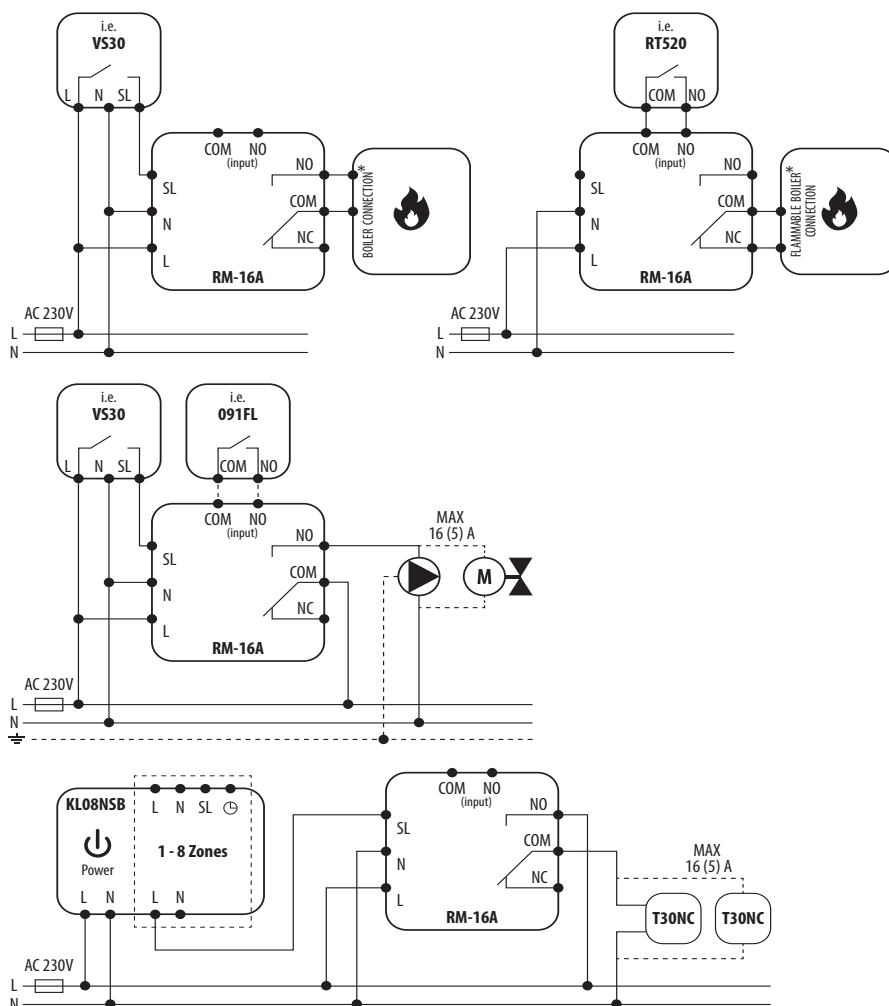 i.e.
VS30
L N SL
COM NO
(input)
NO
SL
COM
N
NC
L
RM-16A
BOILER CONNECTION*
AC 230V
L
N
i.e.
RT520
COM NO
COM NO
(input)
NO
SL
COM
N
NC
L
RM-16A
FLAMMABLE BOILER*
CONNECTION
AC 230V
L
N
i.e.
VS30
L N SL
i.e.
091FL
COM NO
COM NO
(input)
NO
SL
COM
N
NC
L
RM-16A
MAX
16 (5) A
M
AC 230V
L
N
KL08NSB
L N SL
1 - 8 Zones
Power
L N L N
COM NO
(input)
NO
SL
COM
N
NC
L
RM-16A
MAX
16 (5) A
T30NC T30NC
AC 230V
L
N